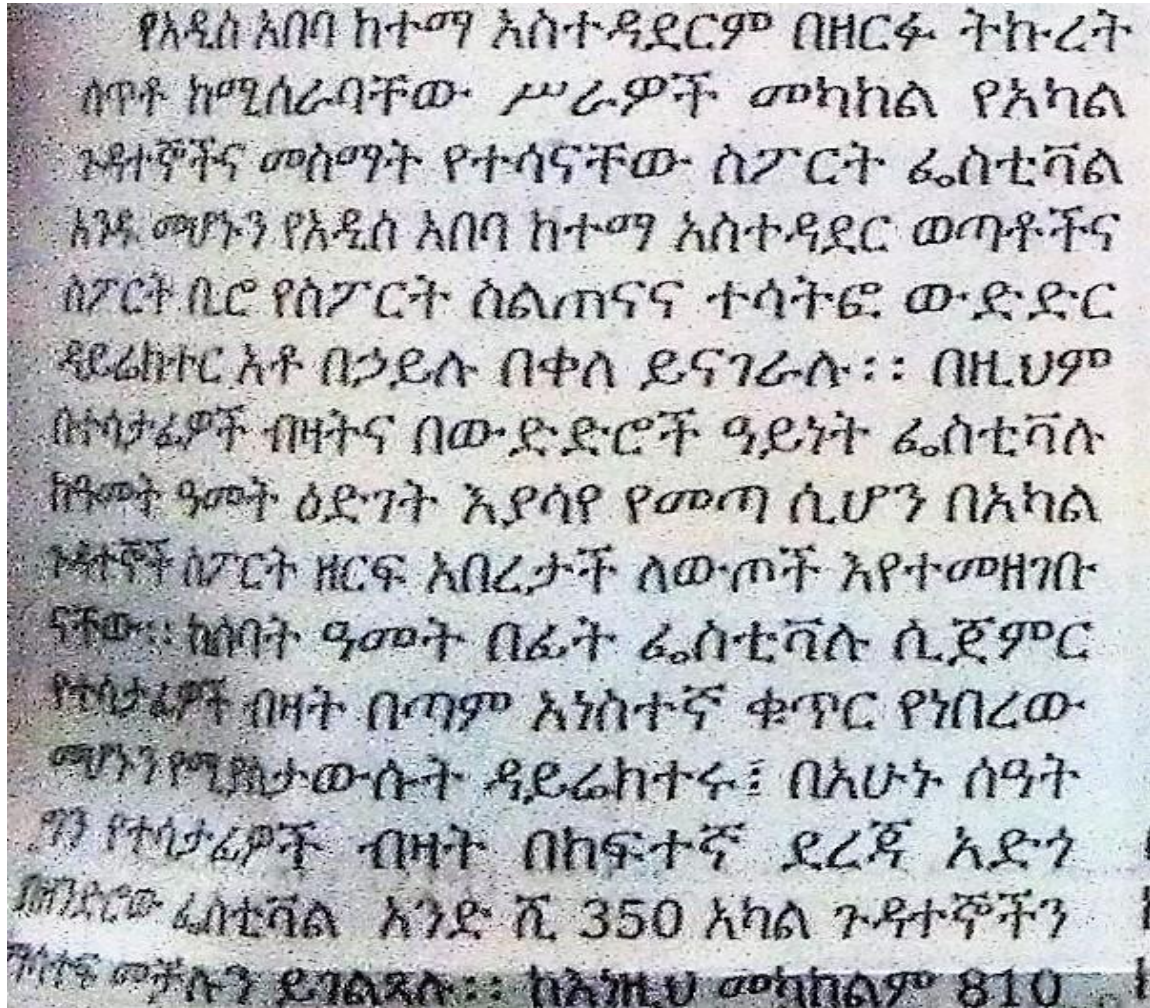 የአዲስ አበባ ከተማ አስተዳደርም በዘርፉ ትኩረት
ሰጥቶ ከሚሰራባቸው ሥራዎች መካከል የአካል
ጉዳተኞችና መስማት የተሳናቸው ስፖርት ፌስቲቫል
አንዱ መሆኑን የአዲስ አበባ ከተማ አስተዳደር ወጣቶችና
ስፖርት ቢሮ የስፖርት ስልጠናና ተሳትፎ ውድድር
ዳይሬክተር አቶ በኃይሉ በቀለ ይናገራሉ፡፡ በዚህም
በተሳታፊዎች ብዛትና በውድድሮች ዓይነት ፌስቲቫሉ
ከዓመት ዓመት ዕድገት እያሳየ የመጣ ሲሆን በአካል
ጉዳተኞች ስፖርት ዘርፍ አበረታች ለውጦች እየተመዘገቡ
ናቸው፡፡ ከሰባት ዓመት በፊት ፌስቲቫሉ ሲጀምር
የተሳታፊዎች በዛት በጣም አነስተኛ ቁጥር የነበረው
መሆኑን የሚያስታውሱት ዳይሬክተሩ፤ በአሁኑ ሰዓት
ግን የተሳታፊዎች ብዛት በከፍተኛ ደረጃ አድጎ
በዘንድሮው ፌስቲቫል አንድ ሺ 350 አካል ጉዳተኞችን
ማሳተፍ መቻሉን ይገልጻሉ፡፡ ከእነዚህ መካከልም 810